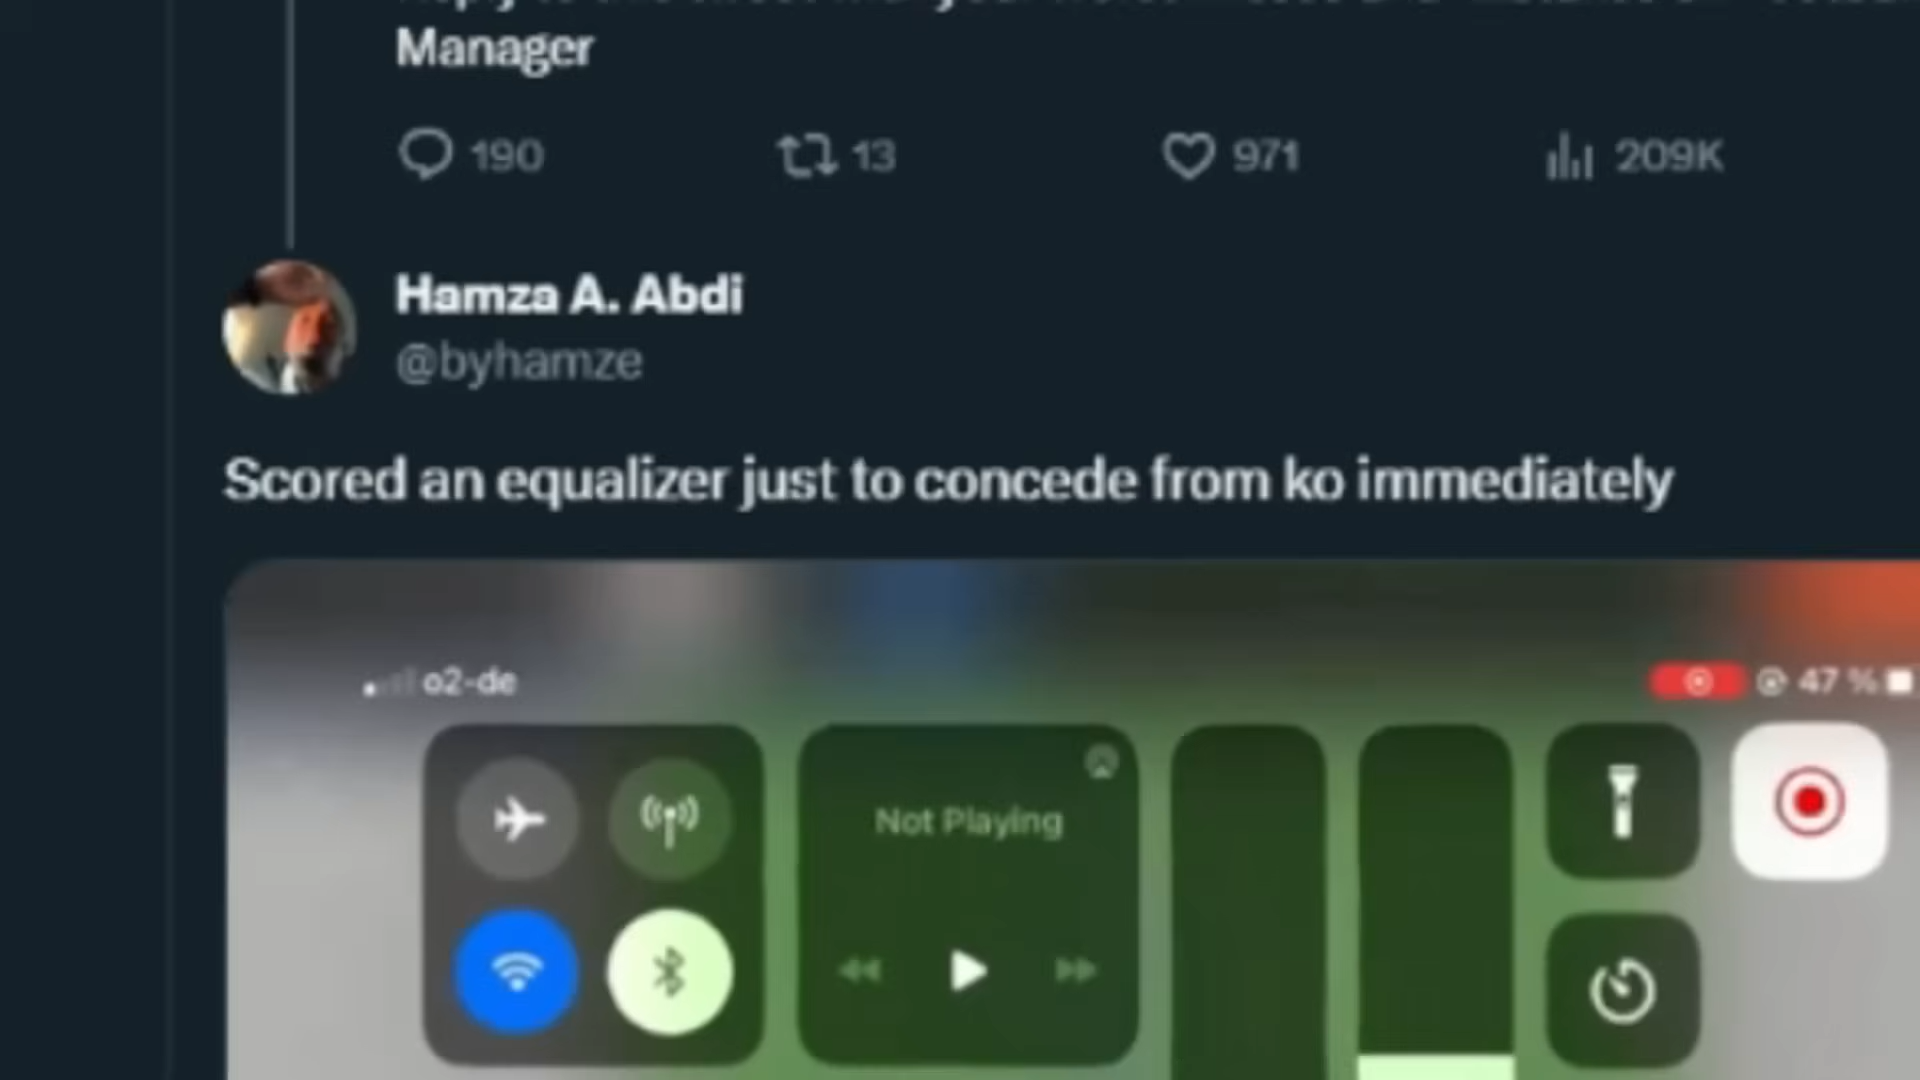 Manager
190 13 971 209K
Hamza A. Abdi
@byhamze
Scored an equalizer just to concede from ko immediately
o2-de 47 %
Not Playing